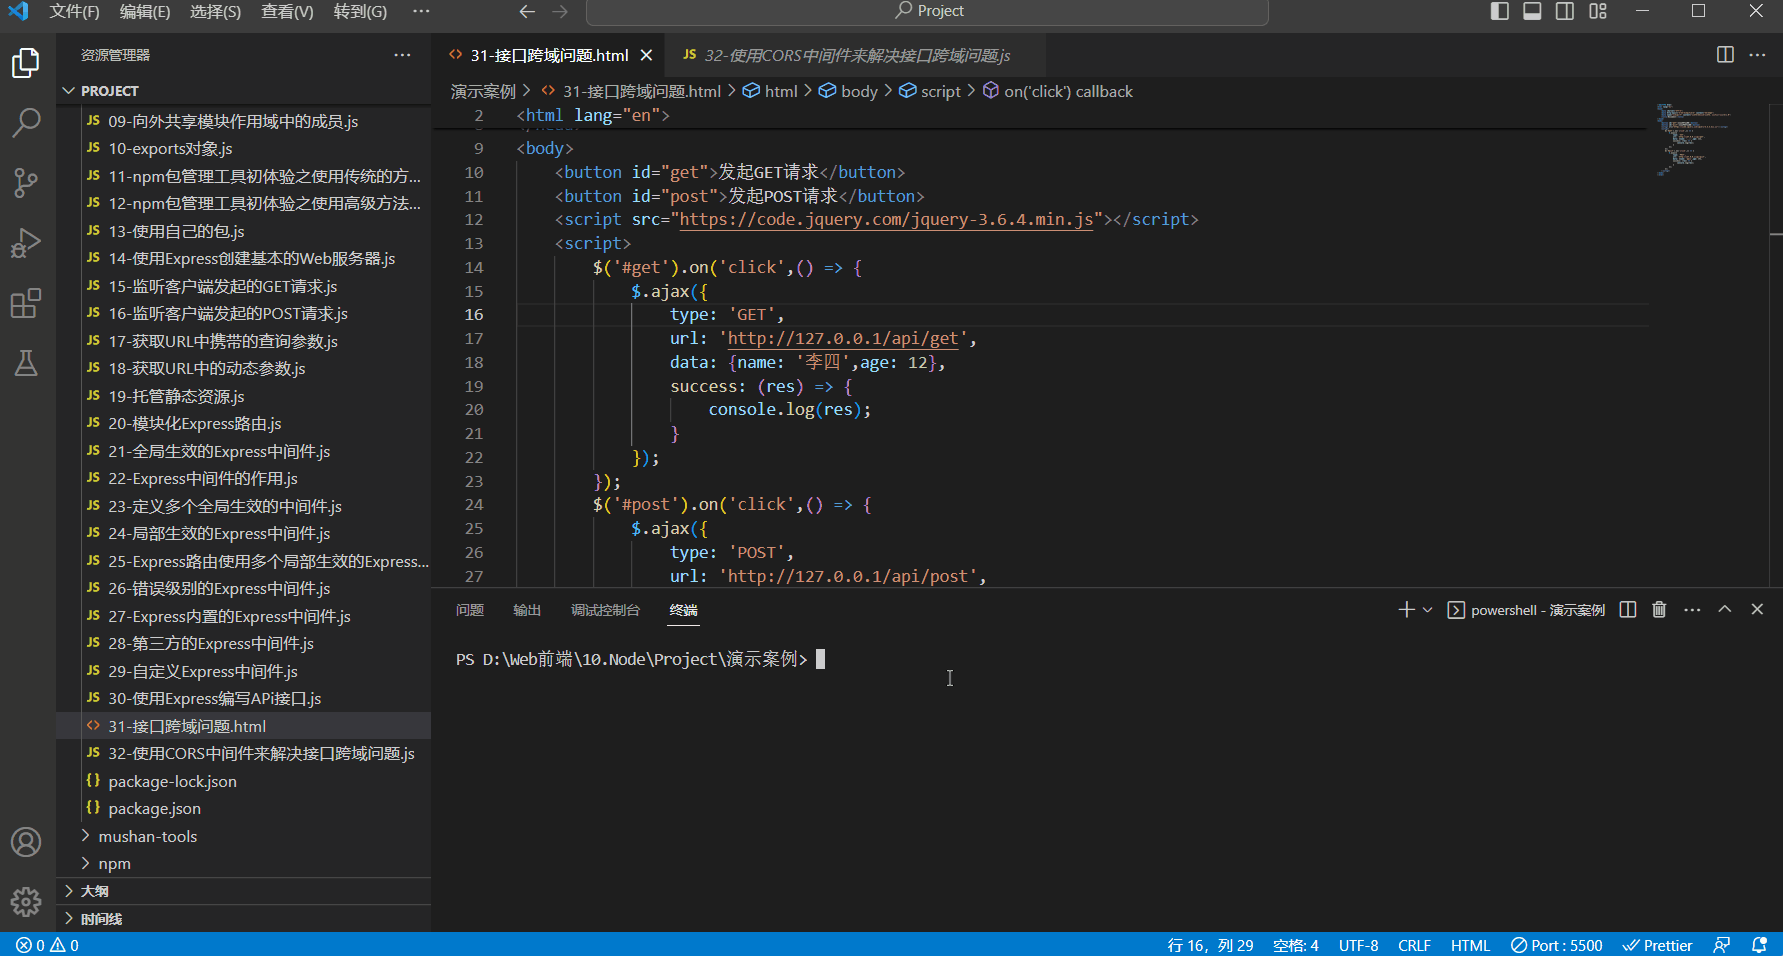 文件(F) 编辑(E) 选择(S) 查看(V) 转到(G) ··· Project
资源管理器
PROJECT
JS 09-向外共享模块作用域中的成员.js
JS 10-exports对象.js
JS 11-npm包管理工具初体验之使用传统的方...
JS 12-npm包管理工具初体验之使用高级方法...
JS 13-使用自己的包.js
JS 14-使用Express创建基本的Web服务器.js
JS 15-监听客户端发起的GET请求.js
JS 16-监听客户端发起的POST请求.js
JS 17-获取URL中携带的查询参数.js
JS 18-获取URL中的动态参数.js
JS 19-托管静态资源.js
JS 20-模块化Express路由.js
JS 21-全局生效的Express中间件.js
JS 22-Express中间件的作用.js
JS 23-定义多个全局生效的中间件.js
JS 24-局部生效的Express中间件.js
JS 25-Express路由使用多个局部生效的Express...
JS 26-错误级别的Express中间件.js
JS 27-Express内置的Express中间件.js
JS 28-第三方的Express中间件.js
JS 29-自定义Express中间件.js
JS 30-使用Express编写APi接口.js
<> 31-接口跨域问题.html
JS 32-使用CORS中间件来解决接口跨域问题.js
{} package-lock.json
{} package.json
> mushan-tools
> npm
> 大纲
> 时间线
<> 31-接口跨域问题.html
JS 32-使用CORS中间件来解决接口跨域问题.js
演示案例 > <> 31-接口跨域问题.html > html > body > script > on('click') callback
2 <html lang="en">
9 <body>
10 <button id="get">发起GET请求</button>
11 <button id="post">发起POST请求</button>
12 <script src="https://code.jquery.com/jquery-3.6.4.min.js"></script>
13 <script>
14 $('#get').on('click',() => {
15 $.ajax({
16 type: 'GET',
17 url: 'http://127.0.0.1/api/get',
18 data: {name: '李四',age: 12},
19 success: (res) => {
20 console.log(res);
21 }
22 });
23 });
24 $('#post').on('click',() => {
25 $.ajax({
26 type: 'POST',
27 url: 'http://127.0.0.1/api/post',
问题 输出 调试控制台 终端 powershell - 演示案例
PS D:\Web前端\10.Node\Project\演示案例>
0 0 行 16, 列 29 空格: 4 UTF-8 CRLF HTML Port : 5500 Prettier